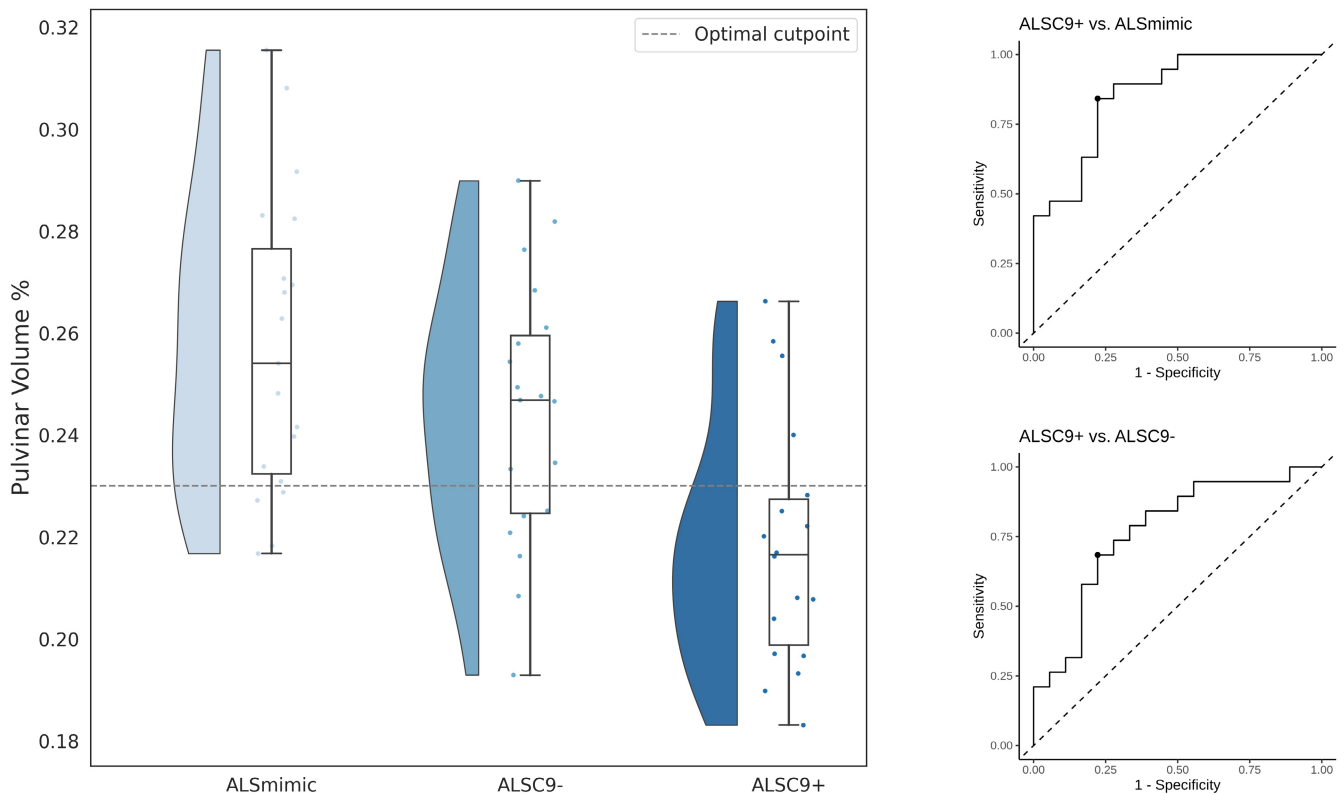 0.32
0.30
0.28
0.26
0.24
0.22
0.20
0.18
Pulvinar Volume %
Optimal cutpoint
ALSmimic
ALSC9-
ALSC9+
ALSC9+ vs. ALSmimic
1.00
0.75
0.50
0.25
0.00
Sensitivity
0.00 0.25 0.50 0.75 1.00
1 - Specificity
ALSC9+ vs. ALSC9-
1.00
0.75
0.50
0.25
0.00
Sensitivity
0.00 0.25 0.50 0.75 1.00
1 - Specificity